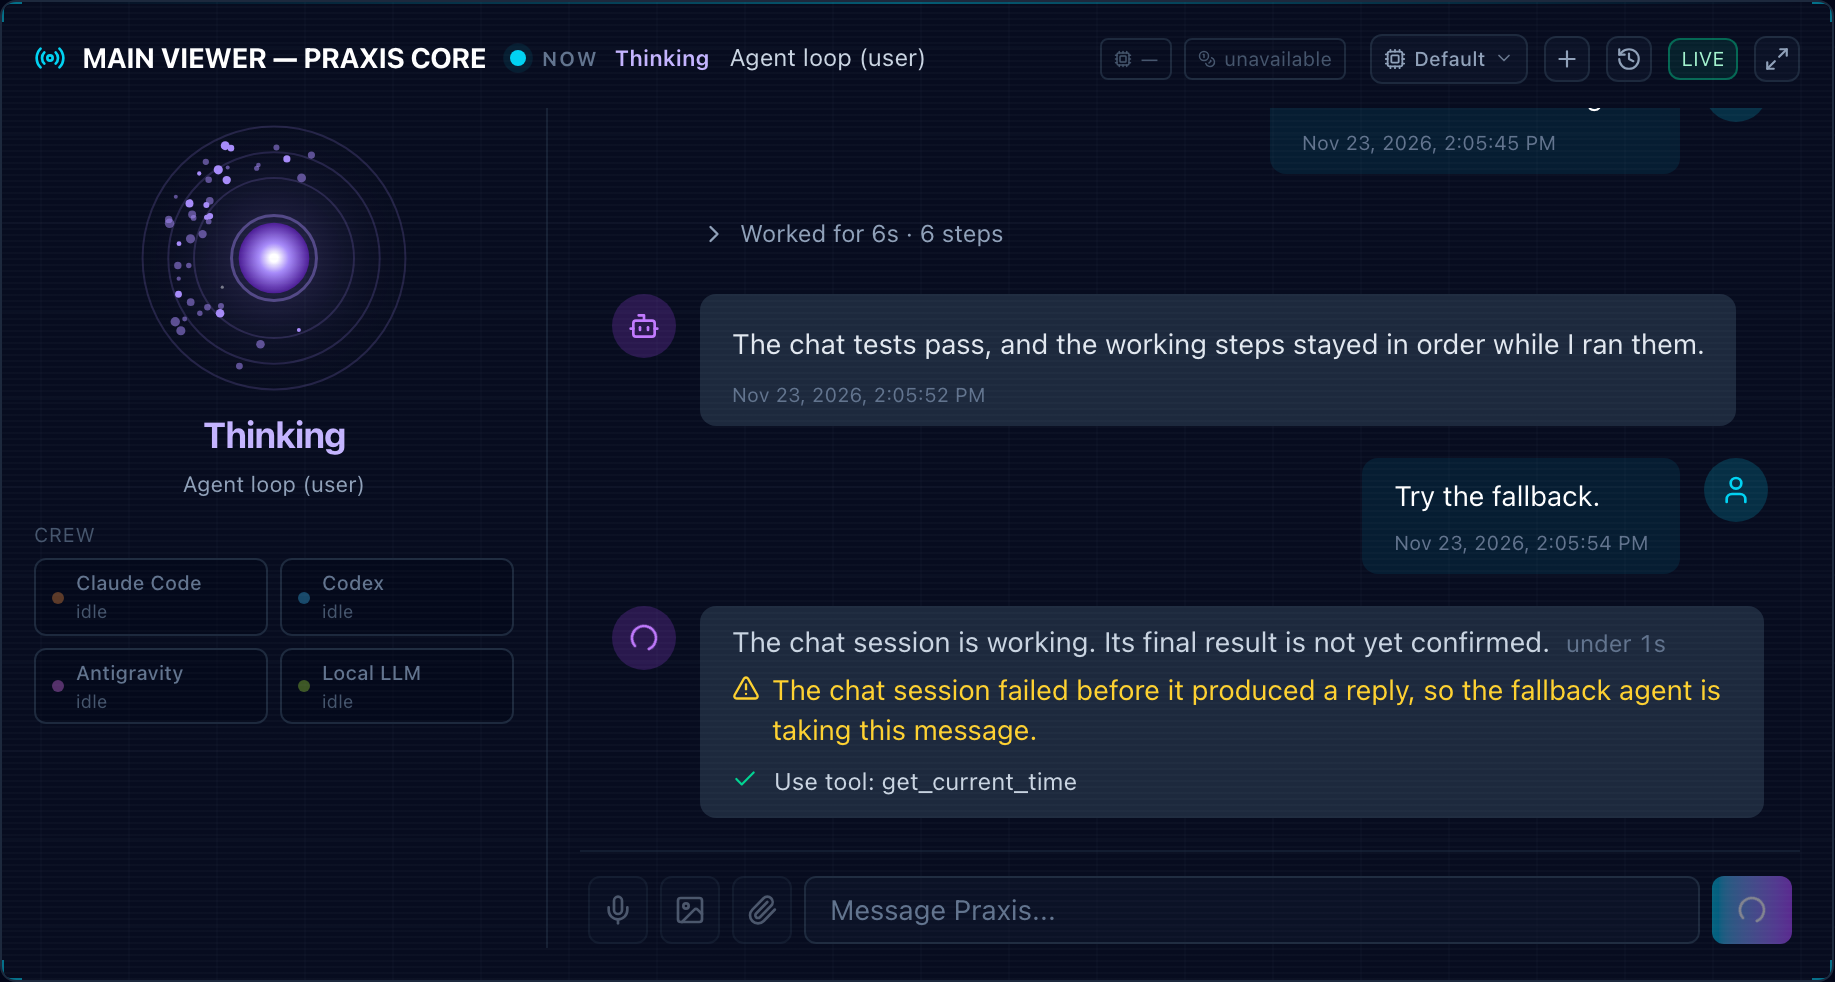 MAIN VIEWER — PRAXIS CORE
NOW
Thinking
Agent loop (user)
—
unavailable
Default
LIVE
Nov 23, 2026, 2:05:45 PM
Worked for 6s · 6 steps
The chat tests pass, and the working steps stayed in order while I ran them.
Nov 23, 2026, 2:05:52 PM
Try the fallback.
Nov 23, 2026, 2:05:54 PM
The chat session is working. Its final result is not yet confirmed. under 1s
The chat session failed before it produced a reply, so the fallback agent is
taking this message.
Use tool: get_current_time
Message Praxis...
Thinking
Agent loop (user)
CREW
Claude Code
idle
Codex
idle
Antigravity
idle
Local LLM
idle